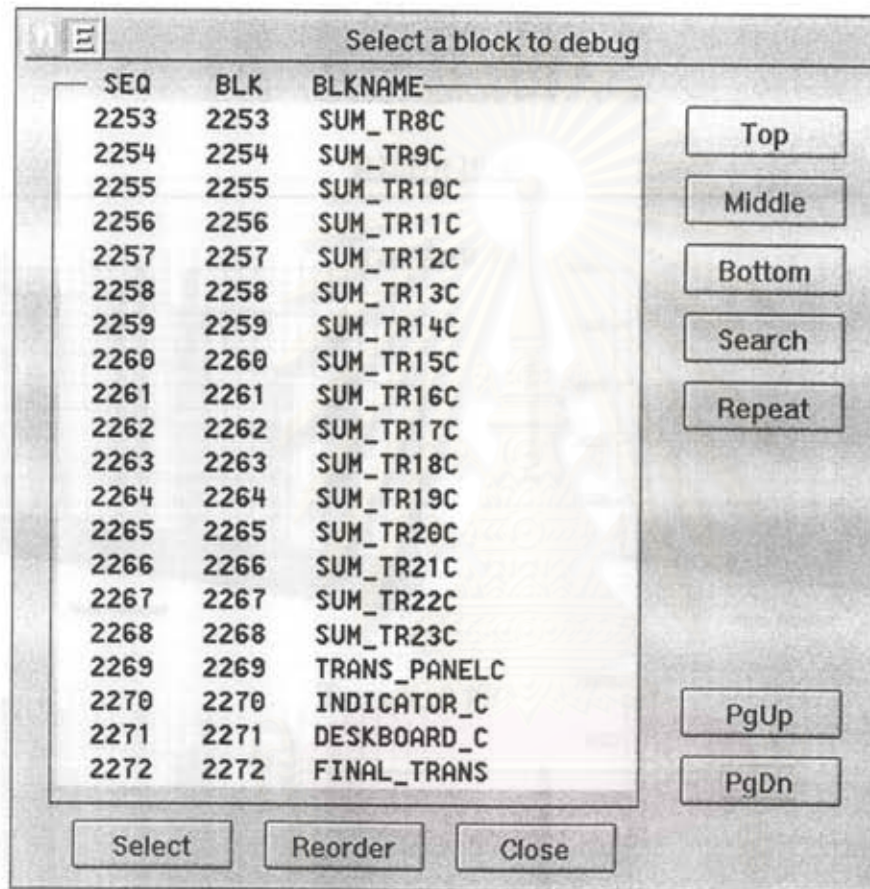 Select a block to debug
SEQ BLK BLKNAME
2253 2253 SUM_TR8C
2254 2254 SUM_TR9C
2255 2255 SUM_TR10C
2256 2256 SUM_TR11C
2257 2257 SUM_TR12C
2258 2258 SUM_TR13C
2259 2259 SUM_TR14C
2260 2260 SUM_TR15C
2261 2261 SUM_TR16C
2262 2262 SUM_TR17C
2263 2263 SUM_TR18C
2264 2264 SUM_TR19C
2265 2265 SUM_TR20C
2266 2266 SUM_TR21C
2267 2267 SUM_TR22C
2268 2268 SUM_TR23C
2269 2269 TRANS_PANELC
2270 2270 INDICATOR_C
2271 2271 DESKBOARD_C
2272 2272 FINAL_TRANS
Top
Middle
Bottom
Search
Repeat
PgUp
PgDn
Select Reorder Close